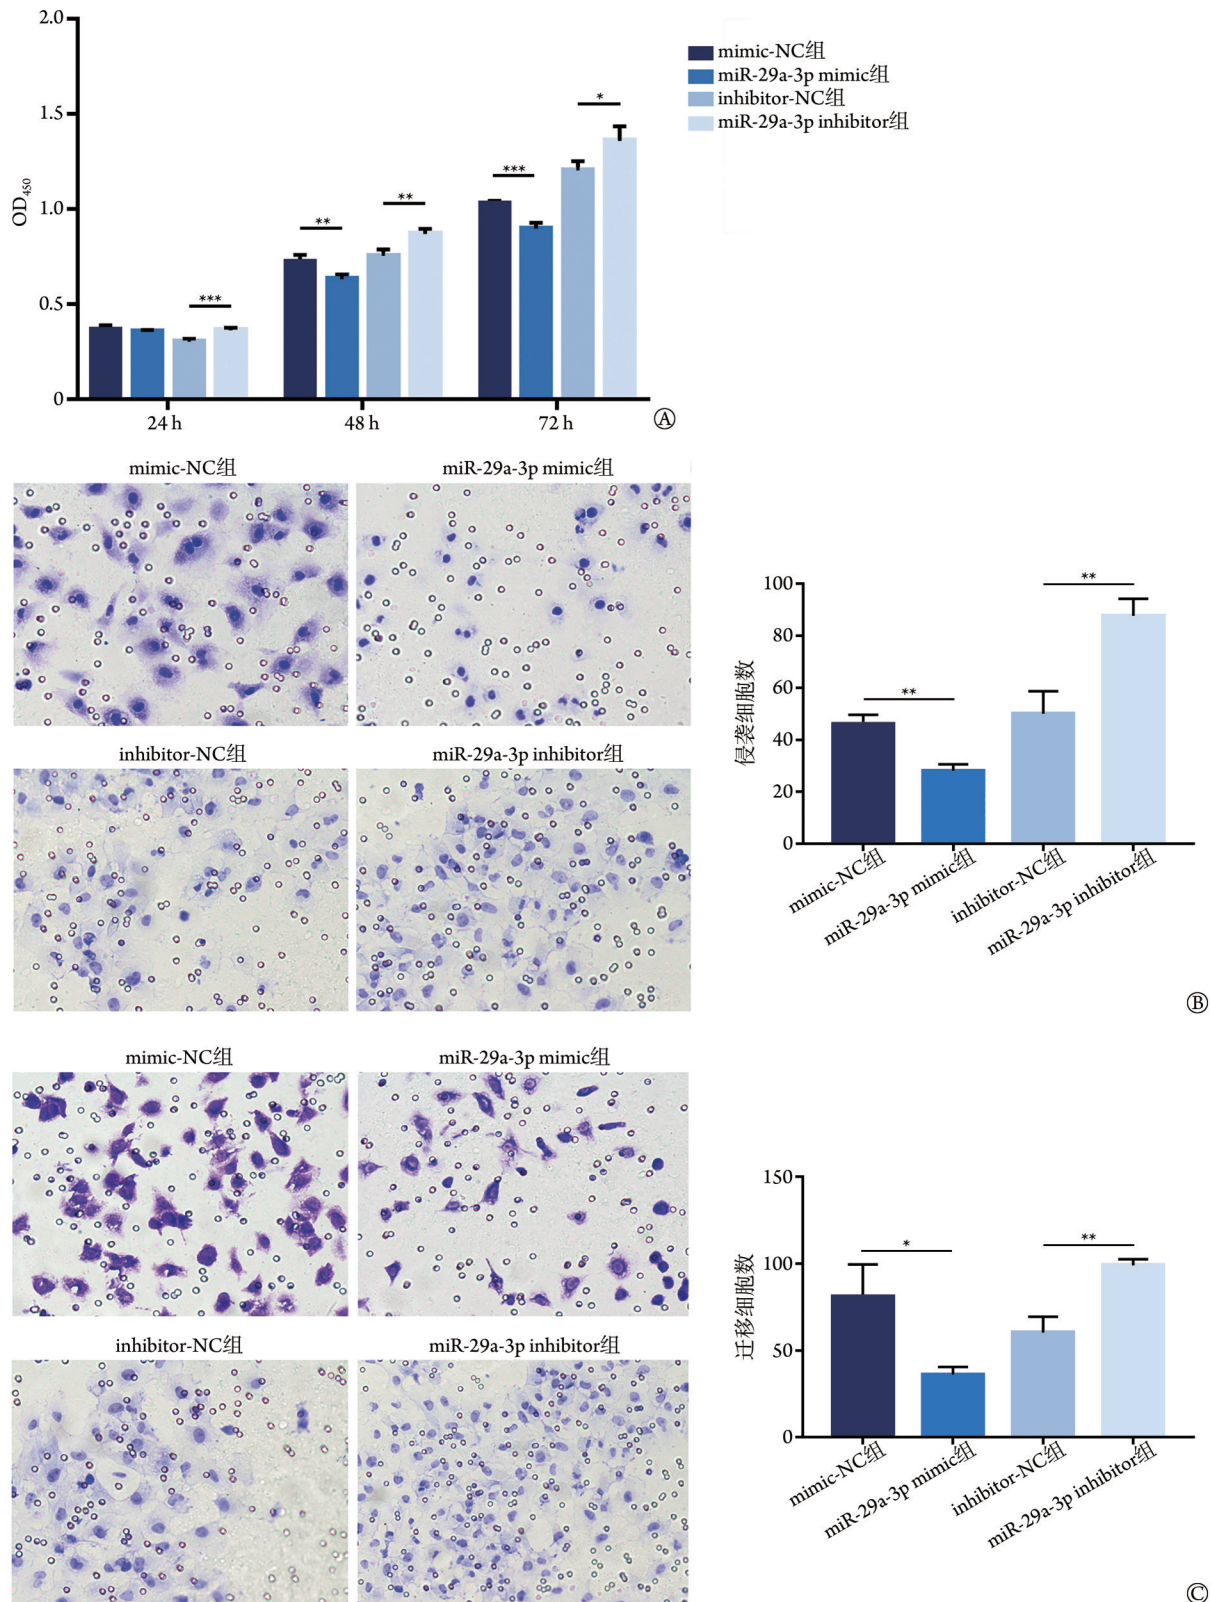 2.0
1.5
1.0
0.5
0
OD450
***
**
**
***
*
24 h
48 h
72 h
mimic-NC组
miR-29a-3p mimic组
inhibitor-NC组
miR-29a-3p inhibitor组
Ⓐ
mimic-NC组
miR-29a-3p mimic组
inhibitor-NC组
miR-29a-3p inhibitor组
100
80
60
40
20
0
侵袭细胞数
**
**
mimic-NC组
miR-29a-3p mimic组
inhibitor-NC组
miR-29a-3p inhibitor组
Ⓑ
mimic-NC组
miR-29a-3p mimic组
inhibitor-NC组
miR-29a-3p inhibitor组
150
100
50
0
迁移细胞数
*
**
mimic-NC组
miR-29a-3p mimic组
inhibitor-NC组
miR-29a-3p inhibitor组
Ⓒ